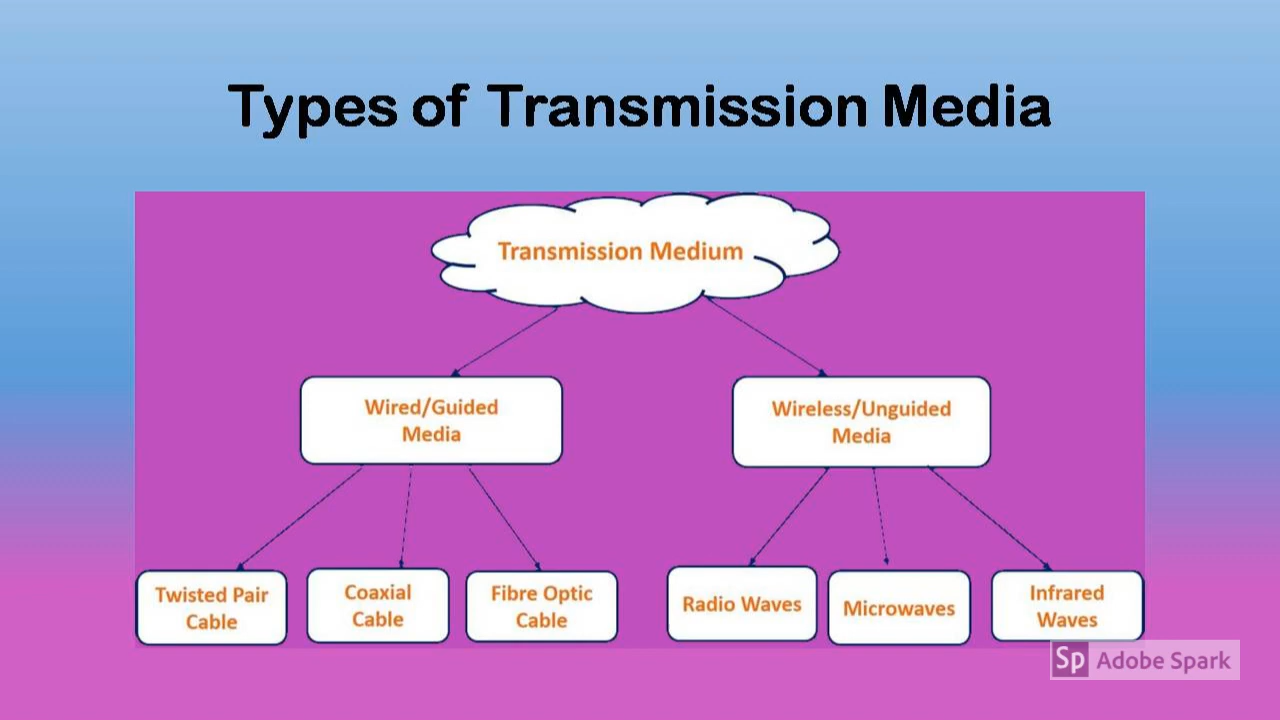 Types of Transmission Media
Transmission Medium
Wired/Guided
Media
Wireless/Unguided
Media
Twisted Pair
Cable
Coaxial
Cable
Fibre Optic
Cable
Radio Waves
Microwaves
Infrared
Waves
Sp Adobe Spark